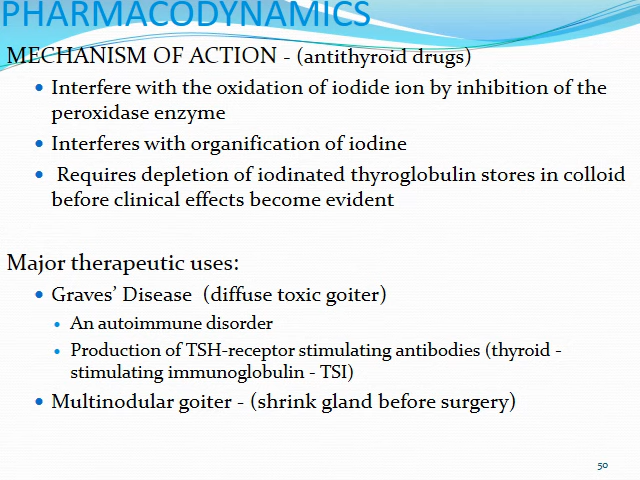 PHARMACODYNAMICS
MECHANISM OF ACTION - (antithyroid drugs)
• Interfere with the oxidation of iodide ion by inhibition of the
peroxidase enzyme
• Interferes with organification of iodine
• Requires depletion of iodinated thyroglobulin stores in colloid
before clinical effects become evident
Major therapeutic uses:
• Graves’ Disease (diffuse toxic goiter)
• An autoimmune disorder
• Production of TSH-receptor stimulating antibodies (thyroid -
stimulating immunoglobulin - TSI)
• Multinodular goiter - (shrink gland before surgery)
50